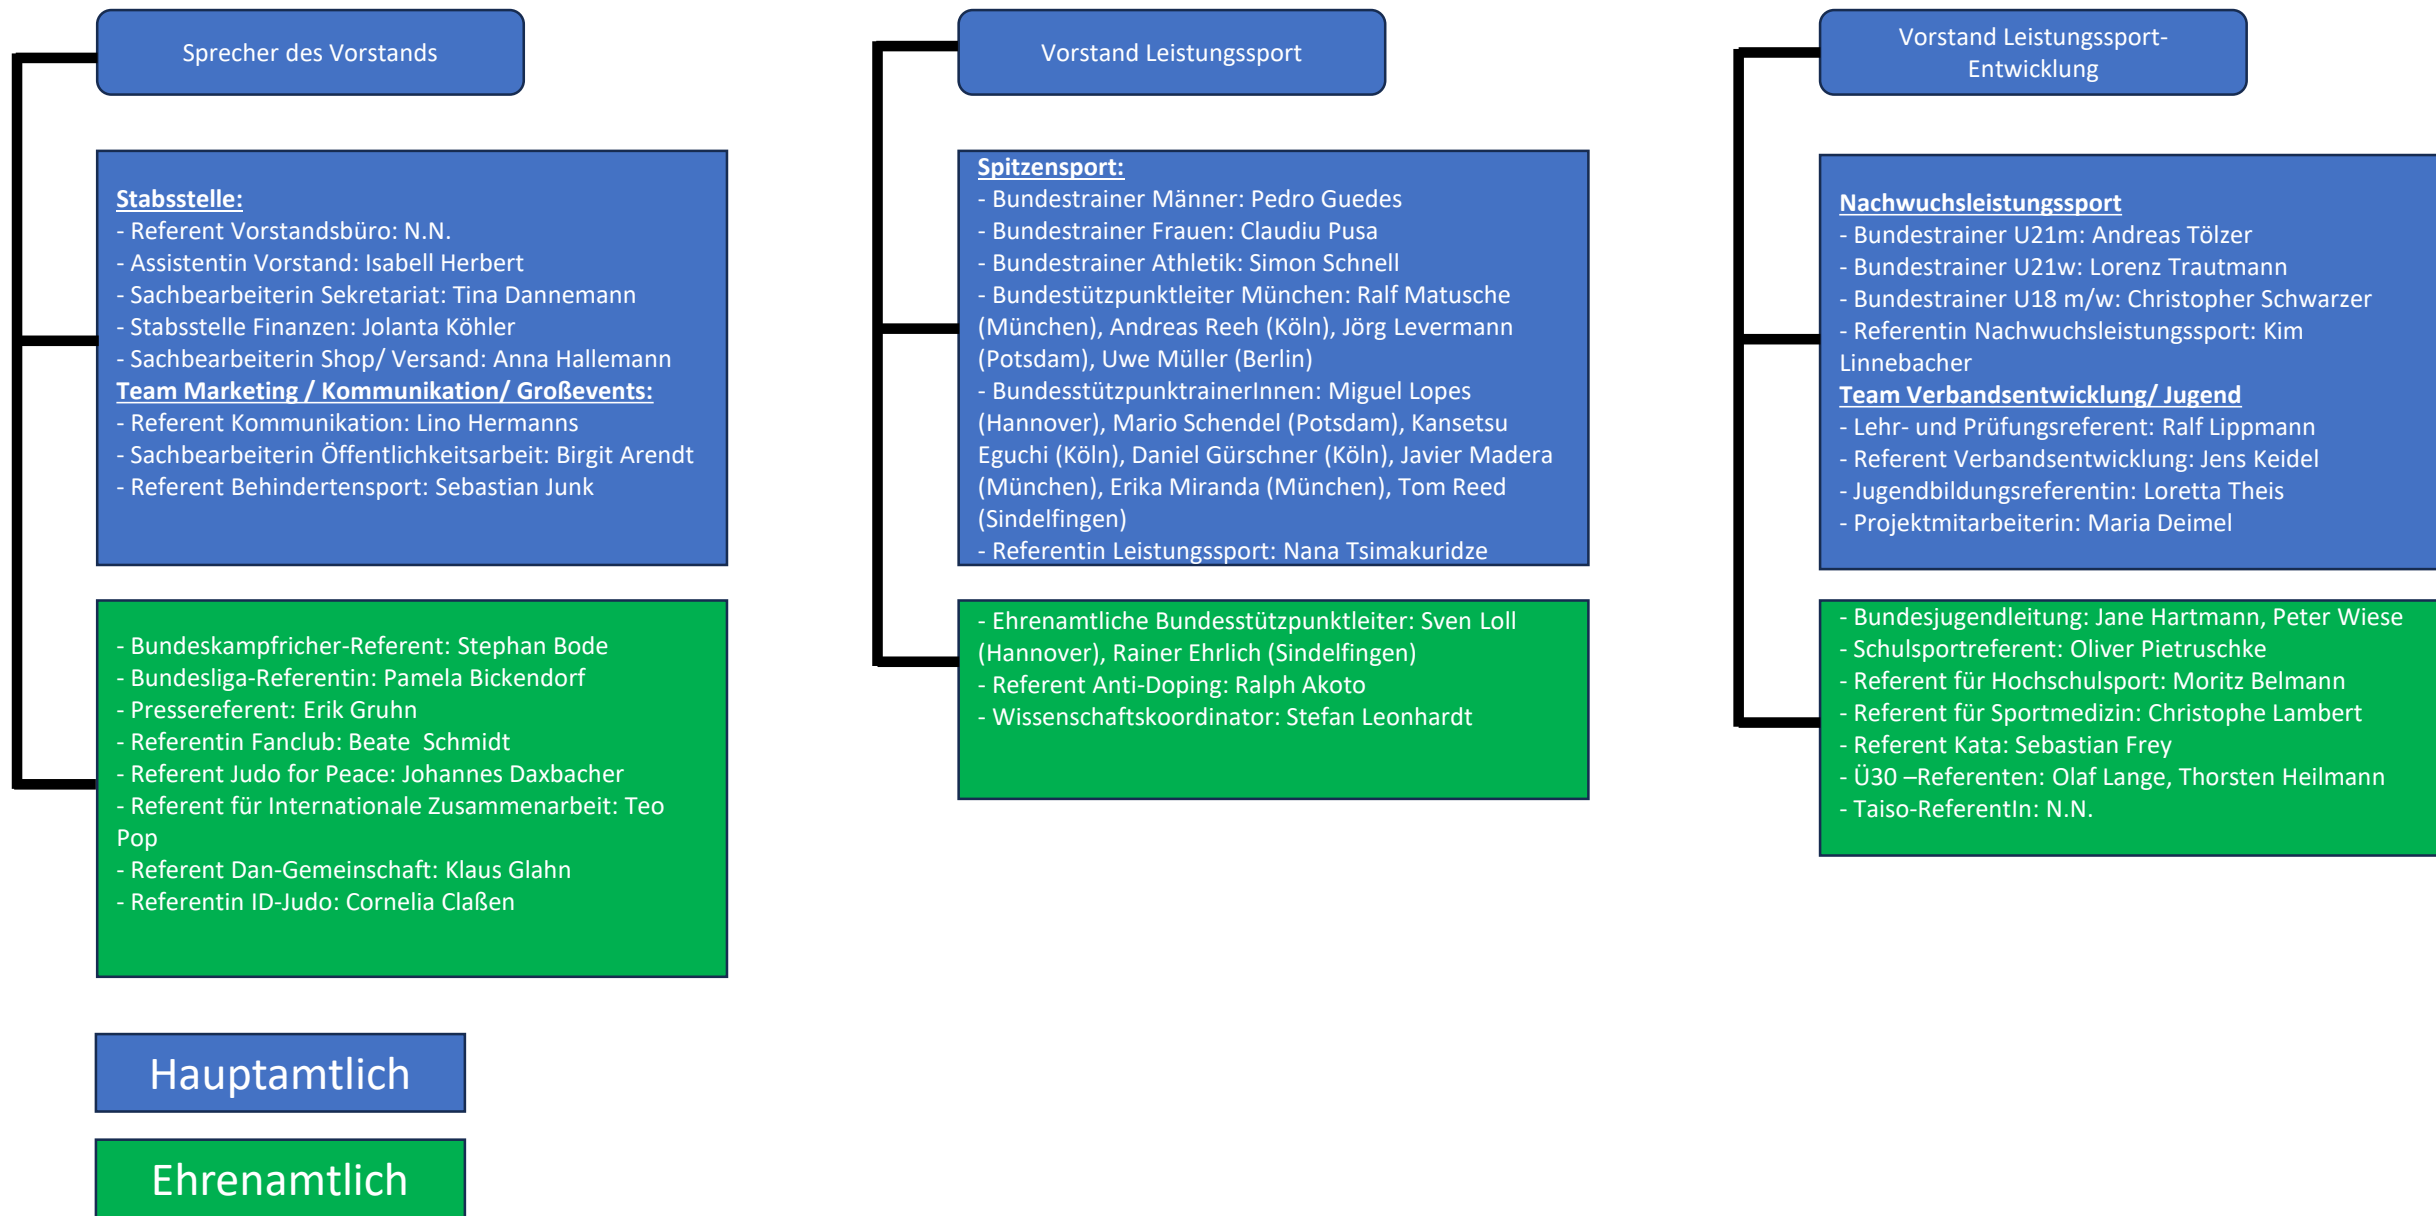 Sprecher des Vorstands
Stabsstelle:
- Referent Vorstandsbüro: N.N.
- Assistentin Vorstand: Isabell Herbert
- Sachbearbeiterin Sekretariat: Tina Dannemann
- Stabsstelle Finanzen: Jolanta Köhler
- Sachbearbeiterin Shop/ Versand: Anna Hallemann
Team Marketing / Kommunikation/ Großevents:
- Referent Kommunikation: Lino Hermanns
- Sachbearbeiterin Öffentlichkeitsarbeit: Birgit Arendt
- Referent Behindertensport: Sebastian Junk
- Bundeskampfricher-Referent: Stephan Bode
- Bundesliga-Referentin: Pamela Bickendorf
- Pressereferent: Erik Gruhn
- Referentin Fanclub: Beate  Schmidt
- Referent Judo for Peace: Johannes Daxbacher
- Referent für Internationale Zusammenarbeit: Teo
Pop
- Referent Dan-Gemeinschaft: Klaus Glahn
- Referentin ID-Judo: Cornelia Claßen
Vorstand Leistungssport
Spitzensport:
- Bundestrainer Männer: Pedro Guedes
- Bundestrainer Frauen: Claudiu Pusa
- Bundestrainer Athletik: Simon Schnell
- Bundestützpunktleiter München: Ralf Matusche
(München), Andreas Reeh (Köln), Jörg Levermann
(Potsdam), Uwe Müller (Berlin)
- BundesstützpunktrainerInnen: Miguel Lopes
(Hannover), Mario Schendel (Potsdam), Kansetsu
Eguchi (Köln), Daniel Gürschner (Köln), Javier Madera
(München), Erika Miranda (München), Tom Reed
(Sindelfingen)
- Referentin Leistungssport: Nana Tsimakuridze
- Ehrenamtliche Bundesstützpunktleiter: Sven Loll
(Hannover), Rainer Ehrlich (Sindelfingen)
- Referent Anti-Doping: Ralph Akoto
- Wissenschaftskoordinator: Stefan Leonhardt
Vorstand Leistungssport-
Entwicklung
Nachwuchsleistungssport
- Bundestrainer U21m: Andreas Tölzer
- Bundestrainer U21w: Lorenz Trautmann
- Bundestrainer U18 m/w: Christopher Schwarzer
- Referentin Nachwuchsleistungssport: Kim
Linnebacher
Team Verbandsentwicklung/ Jugend
- Lehr- und Prüfungsreferent: Ralf Lippmann
- Referent Verbandsentwicklung: Jens Keidel
- Jugendbildungsreferentin: Loretta Theis
- Projektmitarbeiterin: Maria Deimel
- Bundesjugendleitung: Jane Hartmann, Peter Wiese
- Schulsportreferent: Oliver Pietruschke
- Referent für Hochschulsport: Moritz Belmann
- Referent für Sportmedizin: Christophe Lambert
- Referent Kata: Sebastian Frey
- Ü30 –Referenten: Olaf Lange, Thorsten Heilmann
- Taiso-ReferentIn: N.N.
Hauptamtlich
Ehrenamtlich